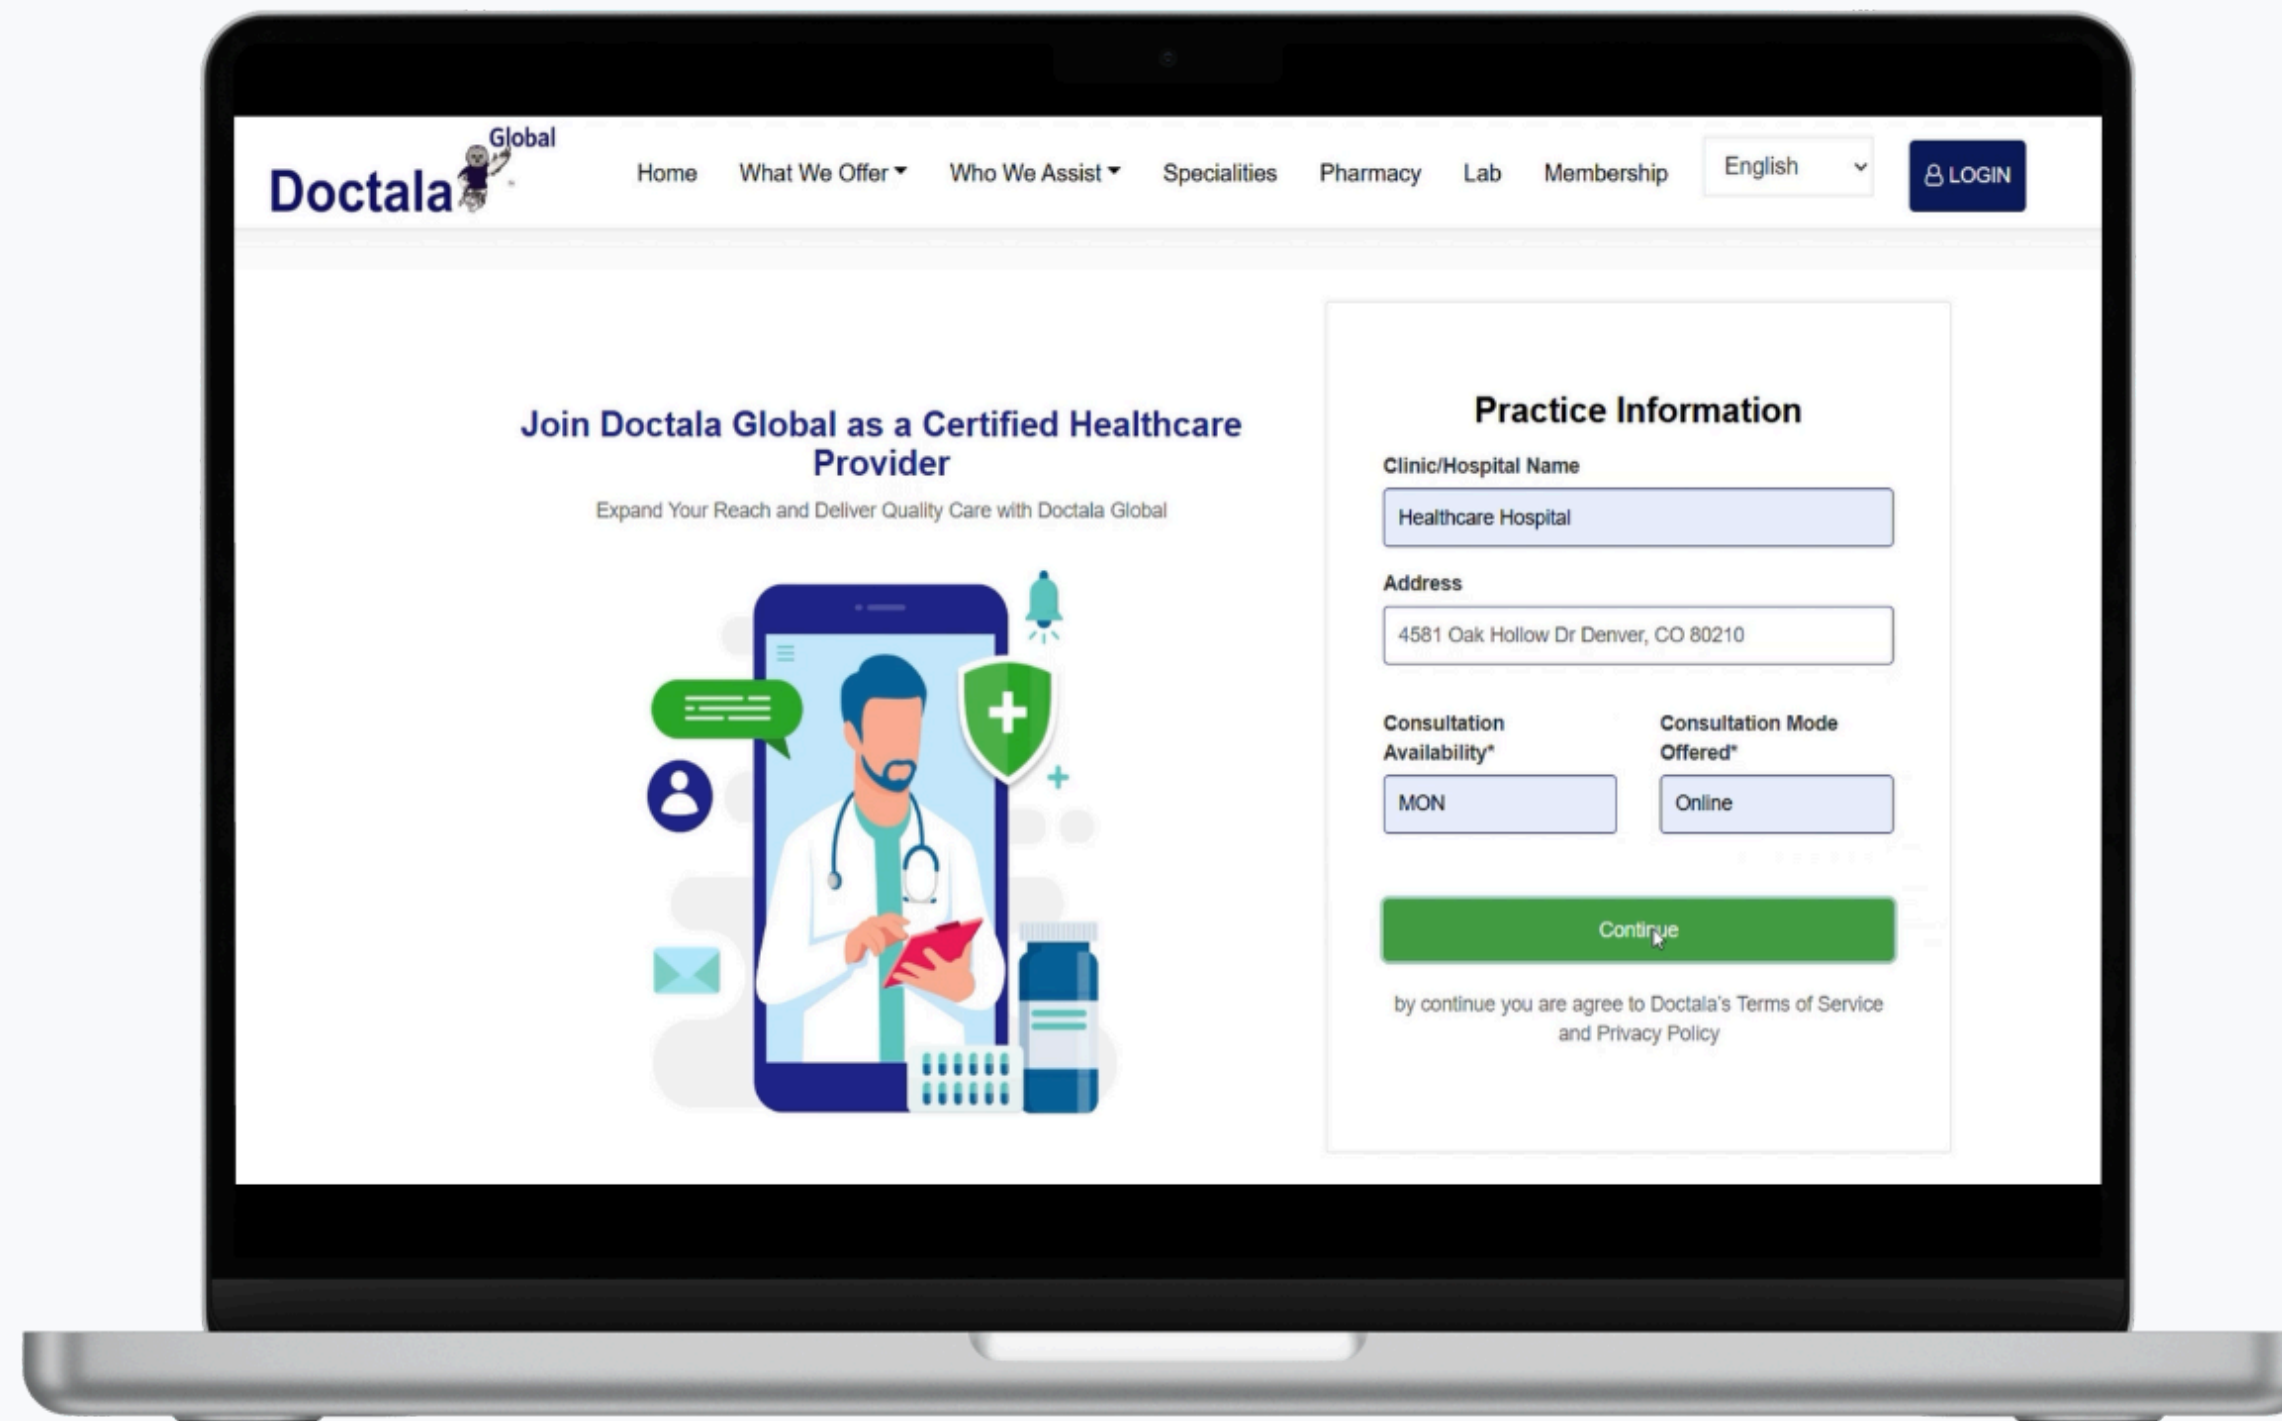 Global
Doctala
Home What We Offer Who We Assist Specialities Pharmacy Lab Membership English LOGIN
Join Doctala Global as a Certified Healthcare
Provider
Expand Your Reach and Deliver Quality Care with Doctala Global
Practice Information
Clinic/Hospital Name
Healthcare Hospital
Address
4581 Oak Hollow Dr Denver, CO 80210
Consultation
Availability*
MON
Consultation Mode
Offered*
Online
Continue
by continue you are agree to Doctala's Terms of Service
and Privacy Policy